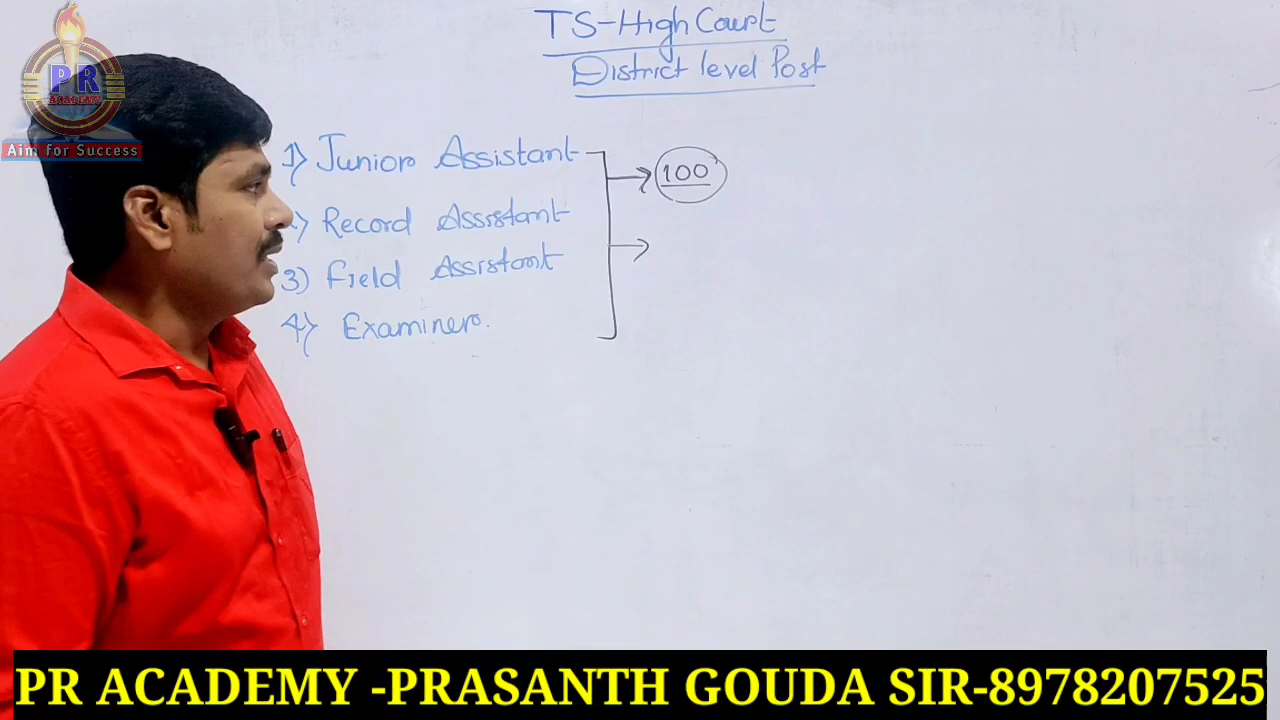 TS-High Court
District level Post
PR
ACADEMY
Aim For Success
1) Junior Assistant
100
) Record Assistant
3) Field Assistant
4) Examiner.
PR ACADEMY -PRASANTH GOUDA SIR-8978207525